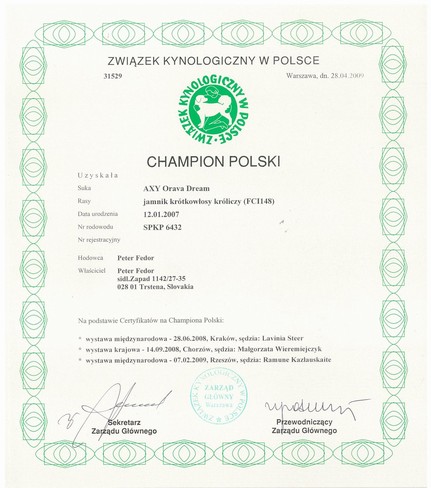 ZWIĄZEK KYNOLOGICZNY W POLSCE
31529
Warszawa, dn. 28.04.2009
ZWIĄZEK KYNOLOGICZNY W POLSCE
CHAMPION POLSKI
Uzyskała
Suka AXY Orava Dream
Rasy jamnik krótkowłosy króliczy (FCI148)
Data urodzenia 12.01.2007
Nr rodowodu SPKP 6432
Nr rejestracyjny
Hodowca Peter Fedor
Właściciel Peter Fedor
sidl.Zapad 1142/27-35
028 01 Trstena, Slovakia
Na podstawie Certyfikatów na Championa Polski:
* wystawa międzynarodowa - 28.06.2008, Kraków, sędzia: Lavinia Steer
* wystawa krajowa - 14.09.2008, Chorzów, sędzia: Małgorzata Wieremiejczyk
* wystawa międzynarodowa - 07.02.2009, Rzeszów, sędzia: Ramune Kazlauskaite
ZWIĄZEK KYNOLOGICZNY W POLSCE
ZARZĄD
GŁÓWNY
Warszawa
Sekretarz
Zarządu Głównego
Przewodniczący
Zarządu Głównego